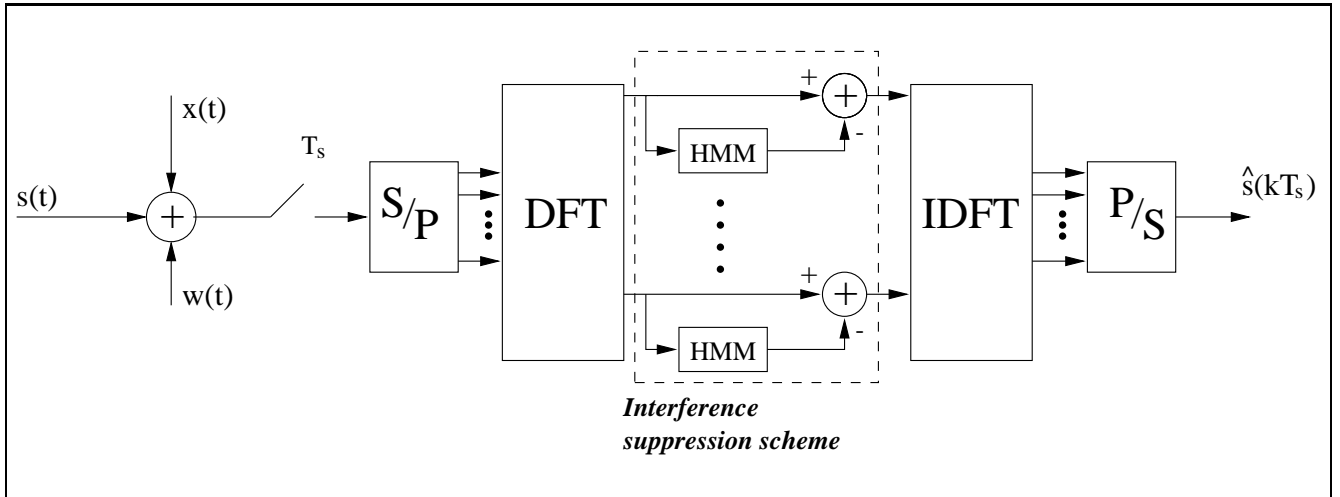 x(t)
T_s
s(t)
+
w(t)
S/P
DFT
+
+
-
HMM
+
+
-
HMM
IDFT
P/S
ŝ(kT_s)
Interference
suppression scheme